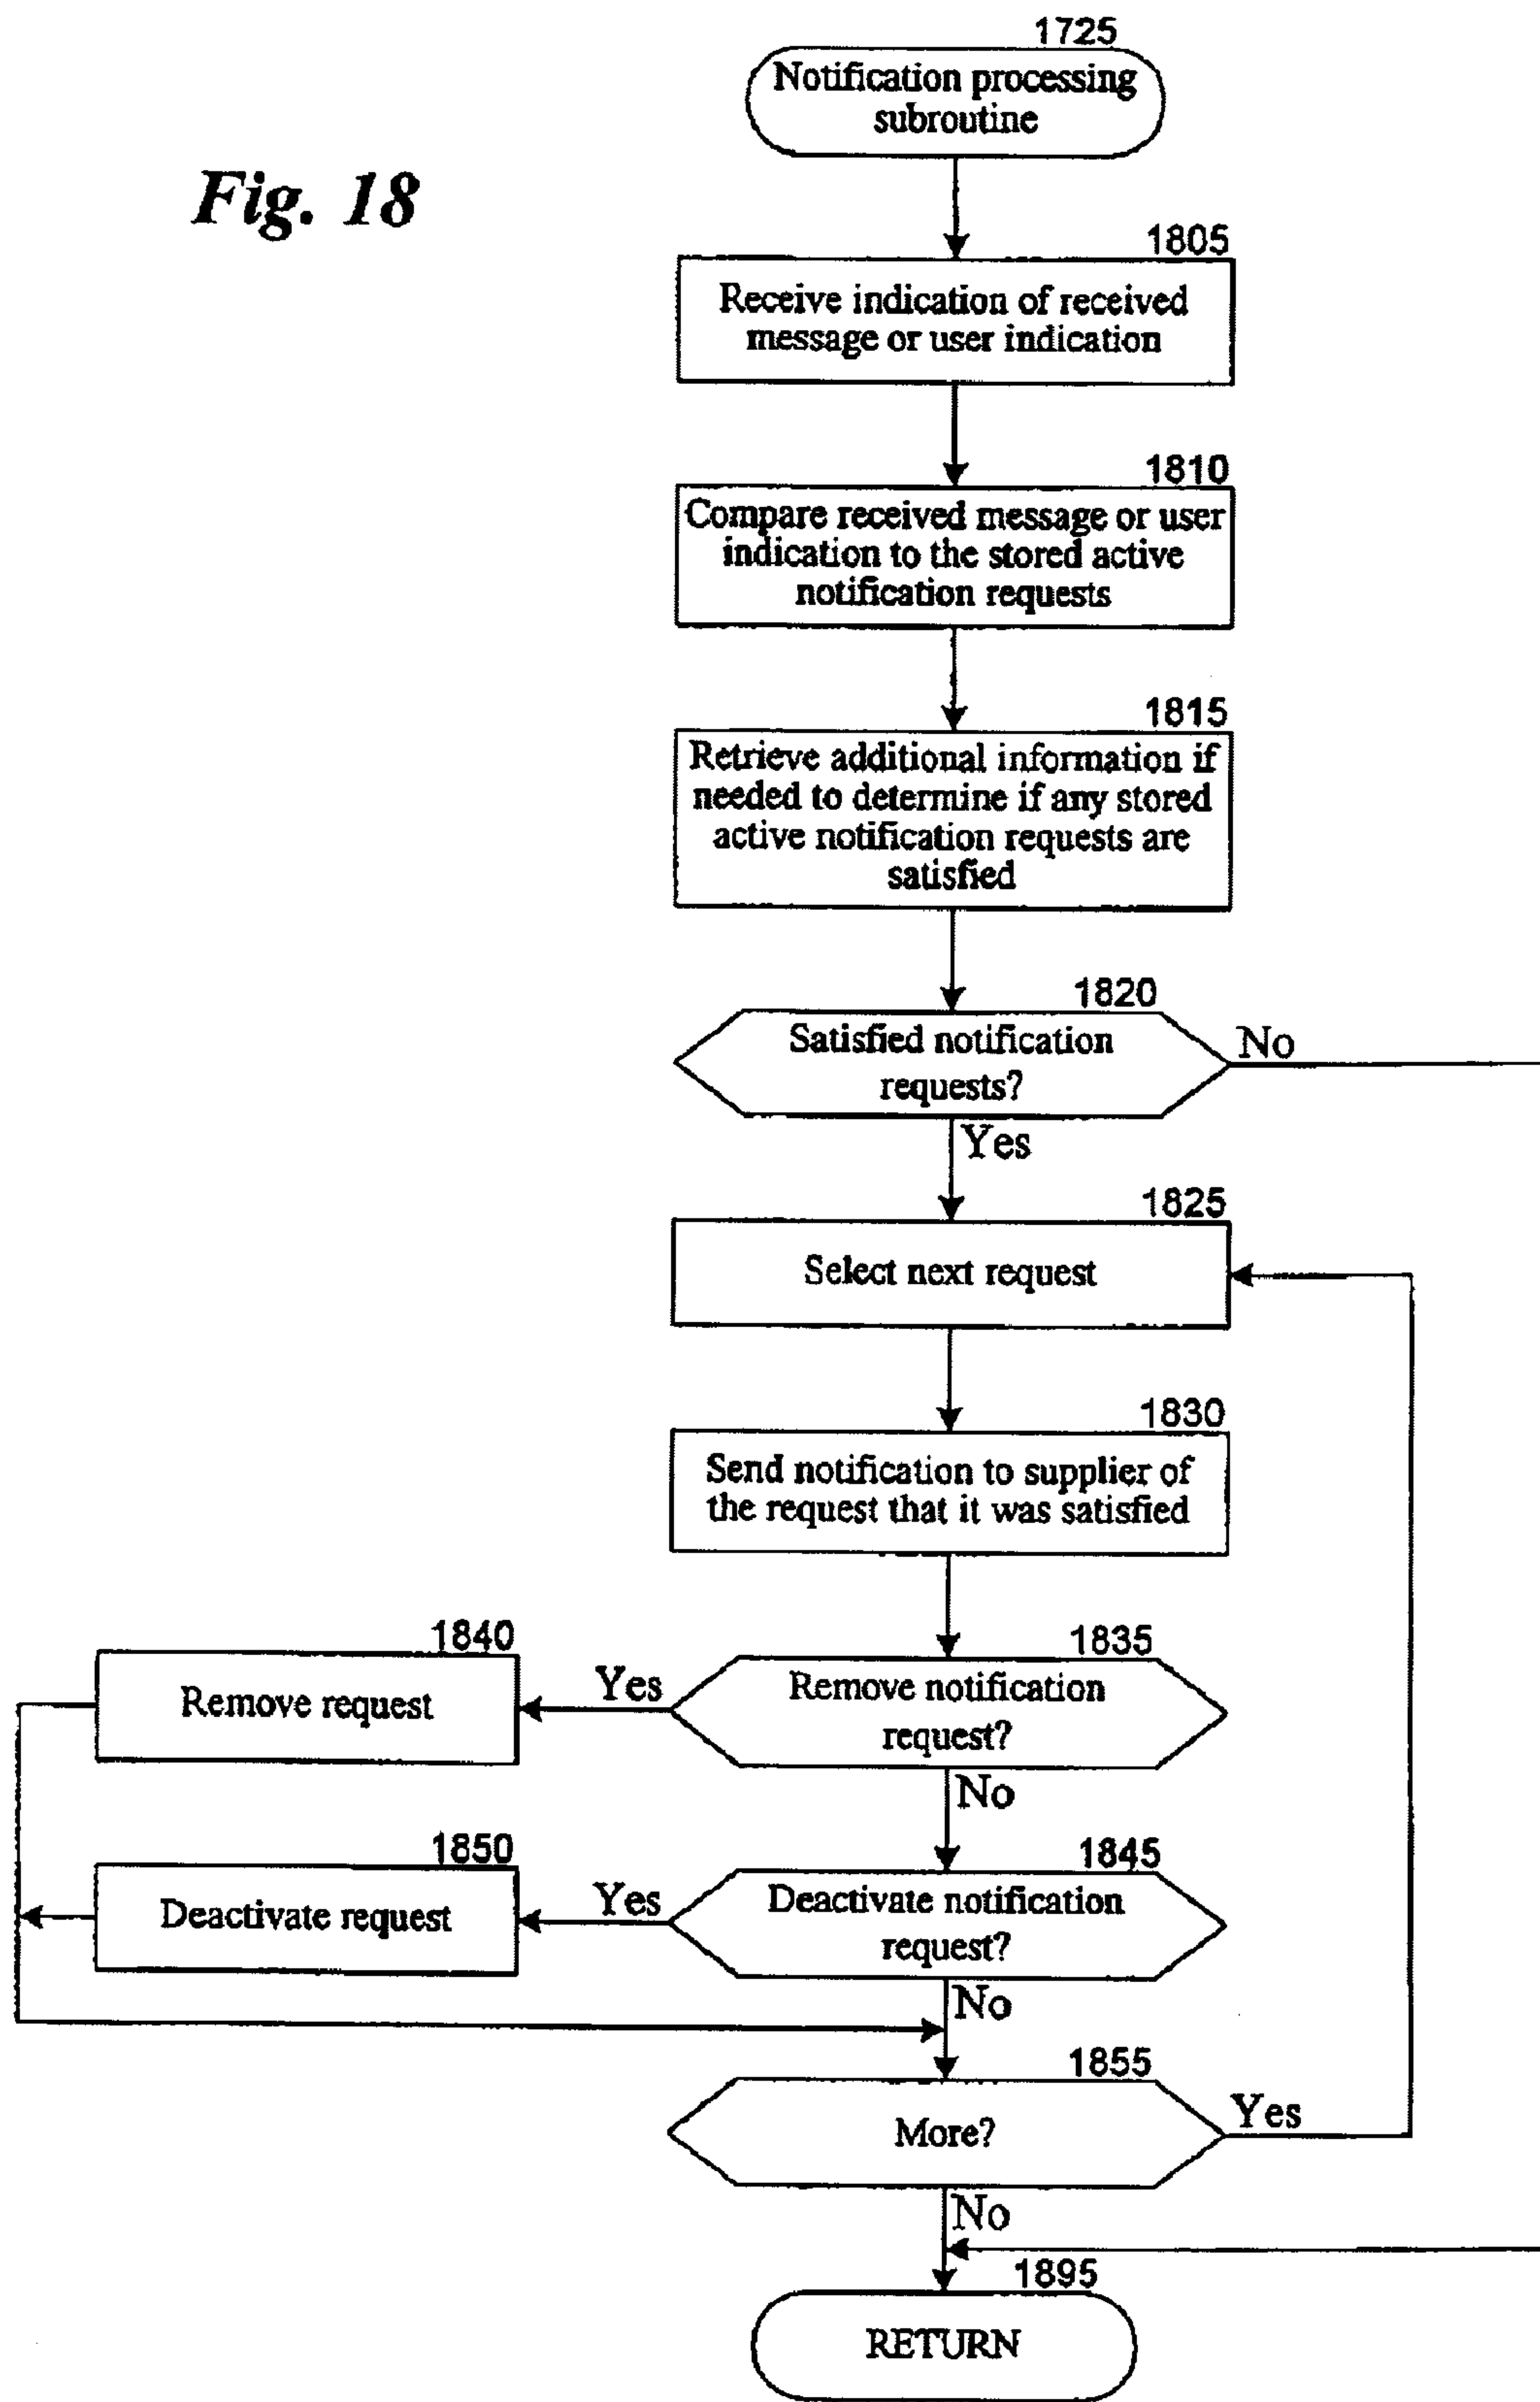 1725
Notification processing
subroutine
Fig. 18
1805
Receive indication of received
message or user indication
1810
Compare received message or user
indication to the stored active
notification requests
1815
Retrieve additional information if
needed to determine if any stored
active notification requests are
satisfied
1820
Satisfied notification
requests?
No
Yes
1825
Select next request
1830
Send notification to supplier of
the request that it was satisfied
1840
Remove request
Yes
1835
Remove notification
request?
No
1850
Deactivate request
Yes
1845
Deactivate notification
request?
No
1855
More?
Yes
No
1895
RETURN